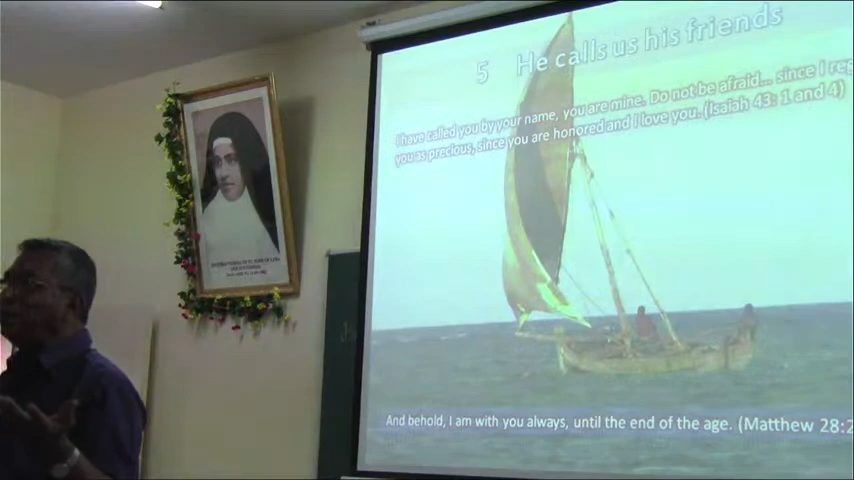 5 He calls us his friends
I have called you by your name, you are mine. Do not be afraid... since I reg
you as precious, since you are honored and I love you. (Isaiah 43: 1 and 4)
And behold, I am with you always, until the end of the age. (Matthew 28:2